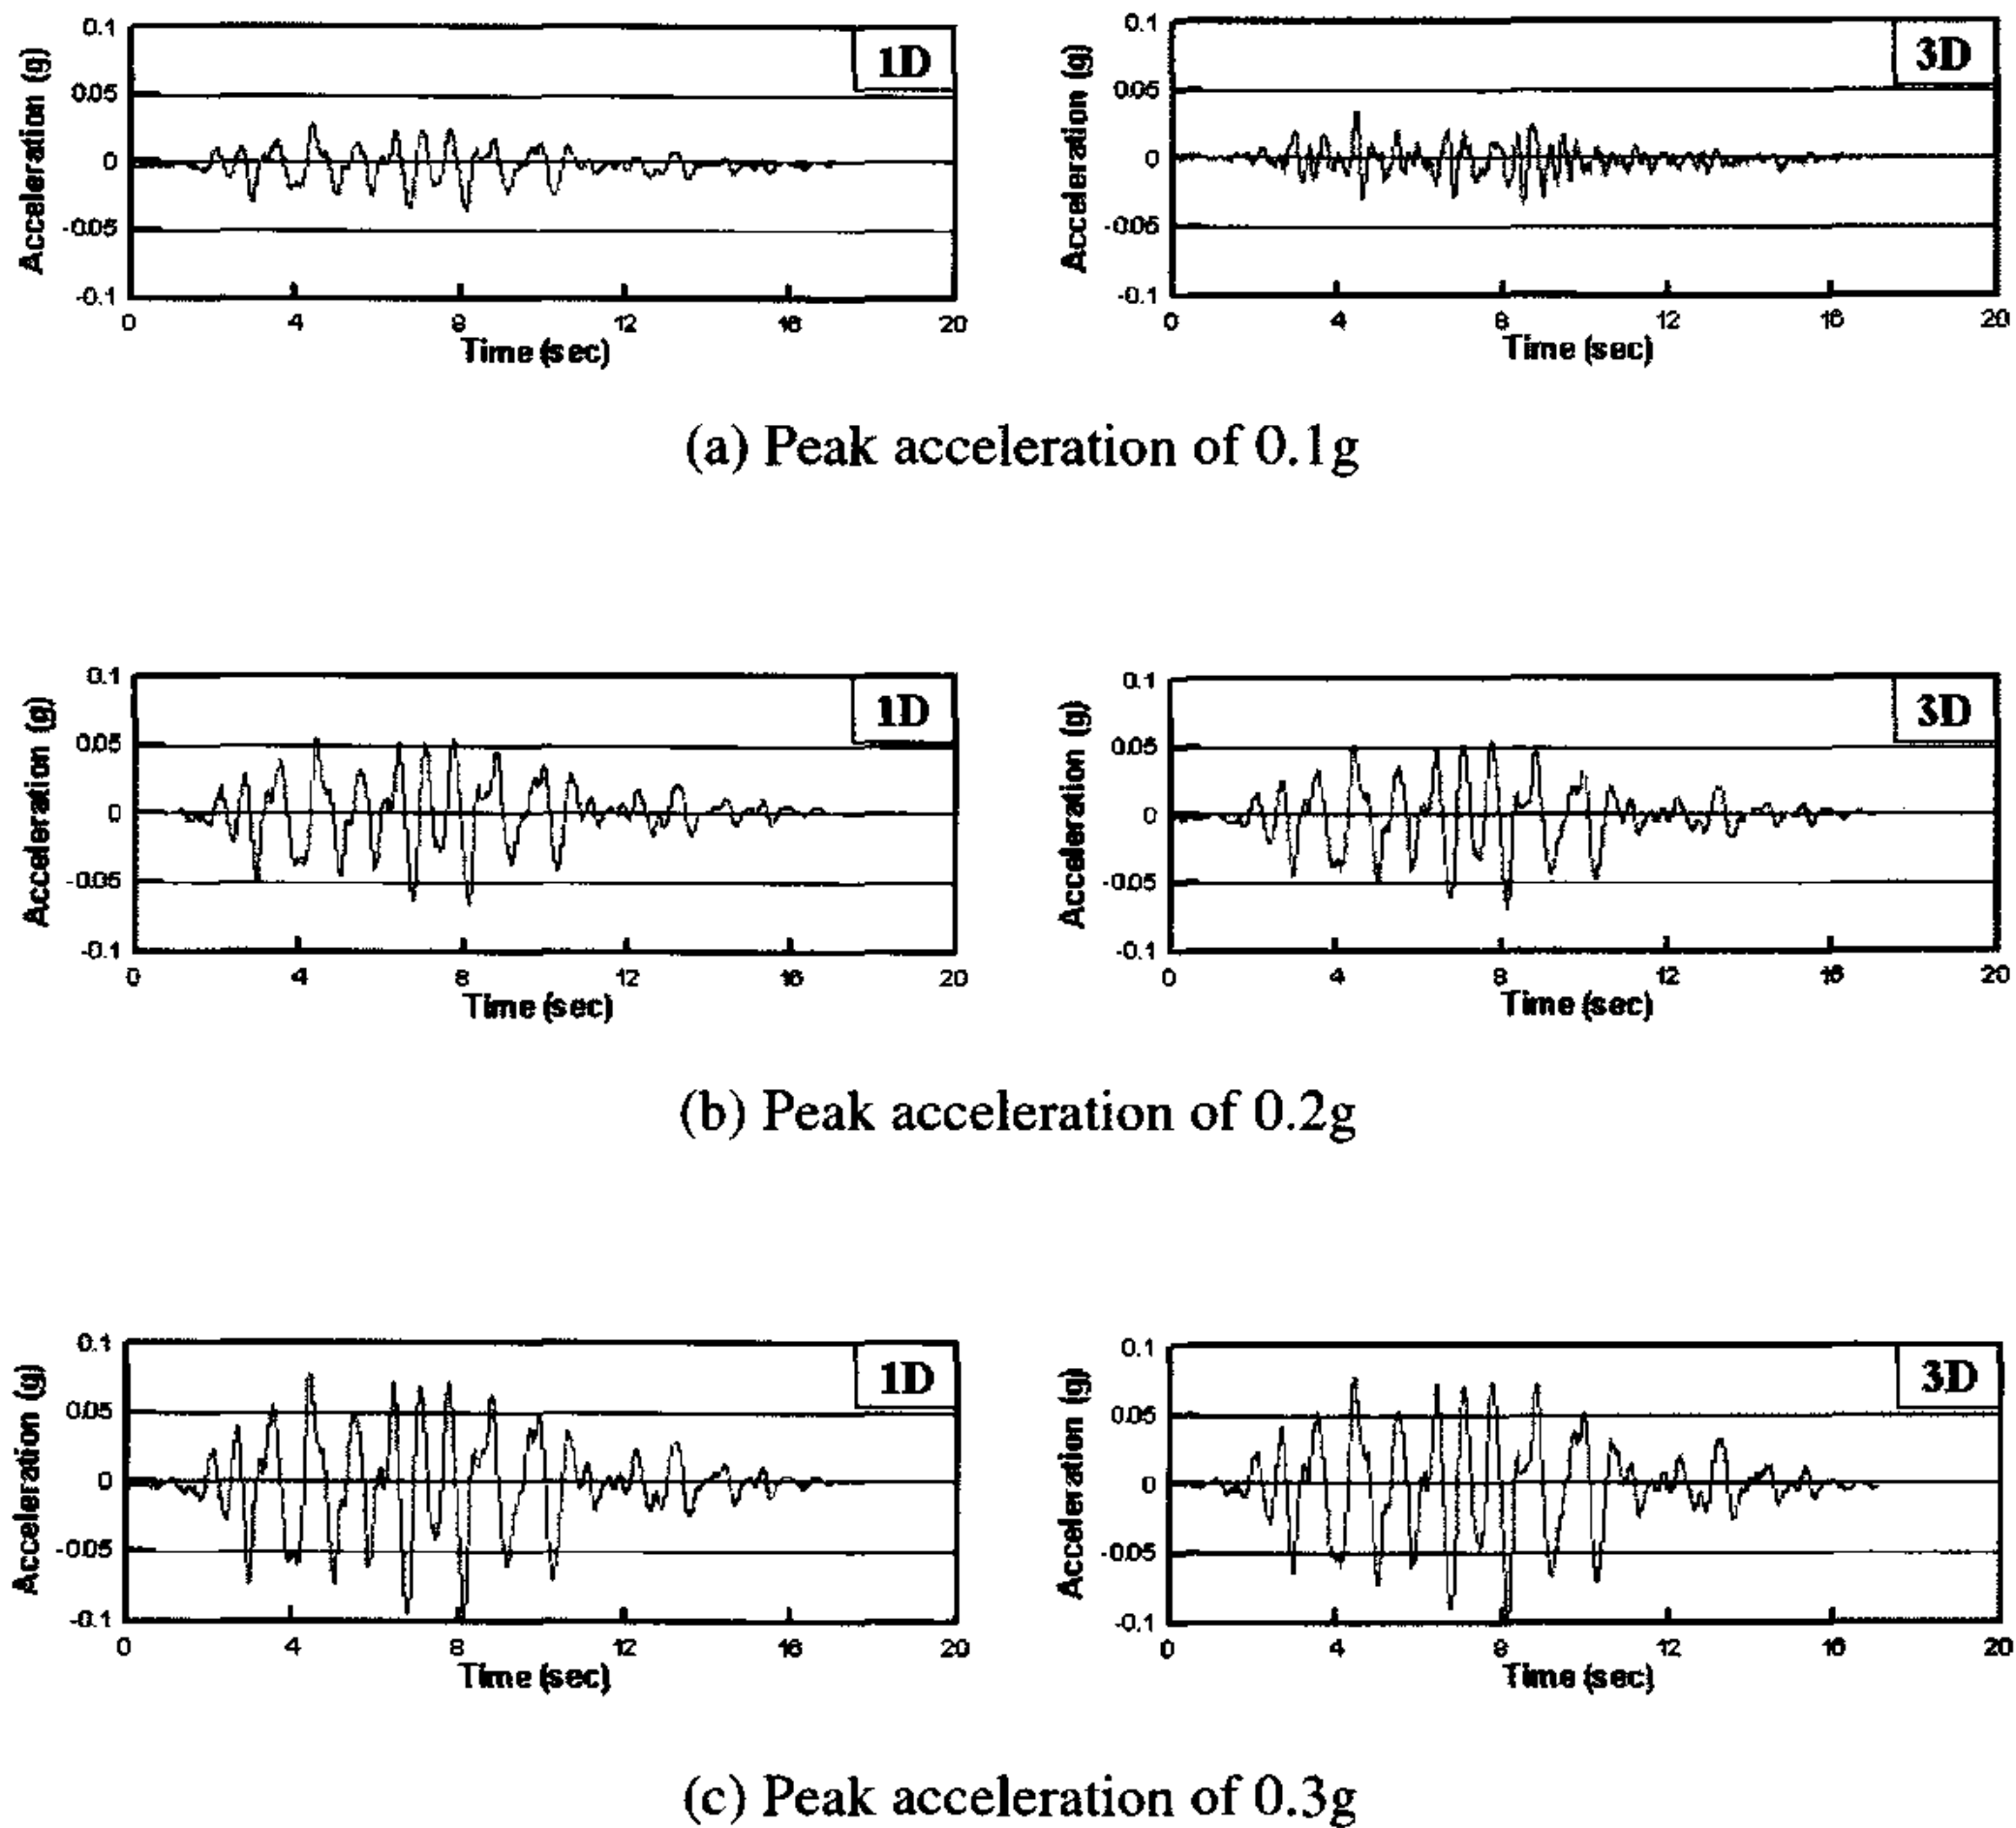 0.1
1D
0.05
0
-0.05
-0.1
0 4 8 12 16 20
Acceleration (g)
Time (sec)
0.1
3D
0.05
0
-0.05
-0.1
0 4 8 12 16 20
Acceleration (g)
Time (sec)
(a) Peak acceleration of 0.1g
0.1
1D
0.05
0
-0.05
-0.1
0 4 8 12 16 20
Acceleration (g)
Time (sec)
0.1
3D
0.05
0
-0.05
-0.1
0 4 8 12 16 20
Acceleration (g)
Time (sec)
(b) Peak acceleration of 0.2g
0.1
1D
0.05
0
-0.05
-0.1
0 4 8 12 16 20
Acceleration (g)
Time (sec)
0.1
3D
0.05
0
-0.05
-0.1
0 4 8 12 16 20
Acceleration (g)
Time (sec)
(c) Peak acceleration of 0.3g